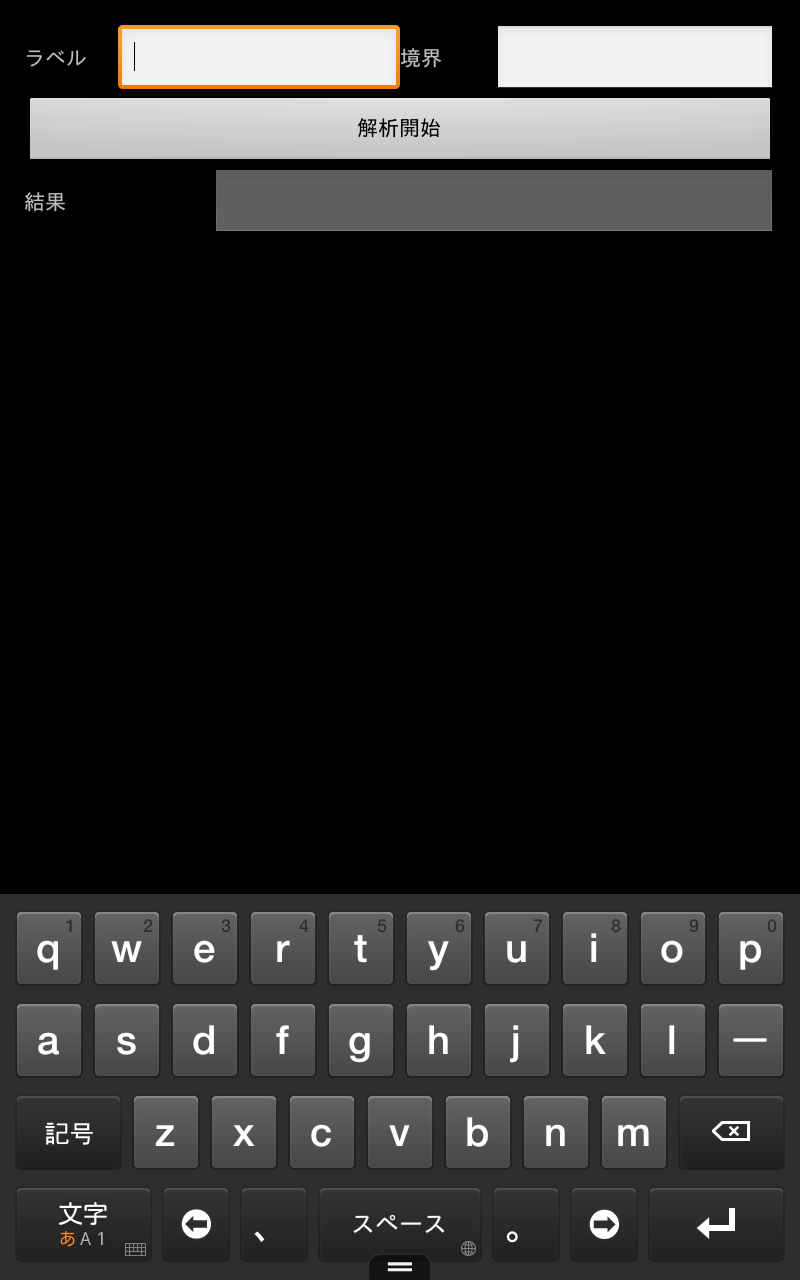 ラベル 境界
解析開始
結果
1 2 3 4 5 6 7 8 9 0
q w e r t y u i o p
a s d f g h j k l ー
記号 z x c v b n m
文字 、 スペース 。
あ A 1